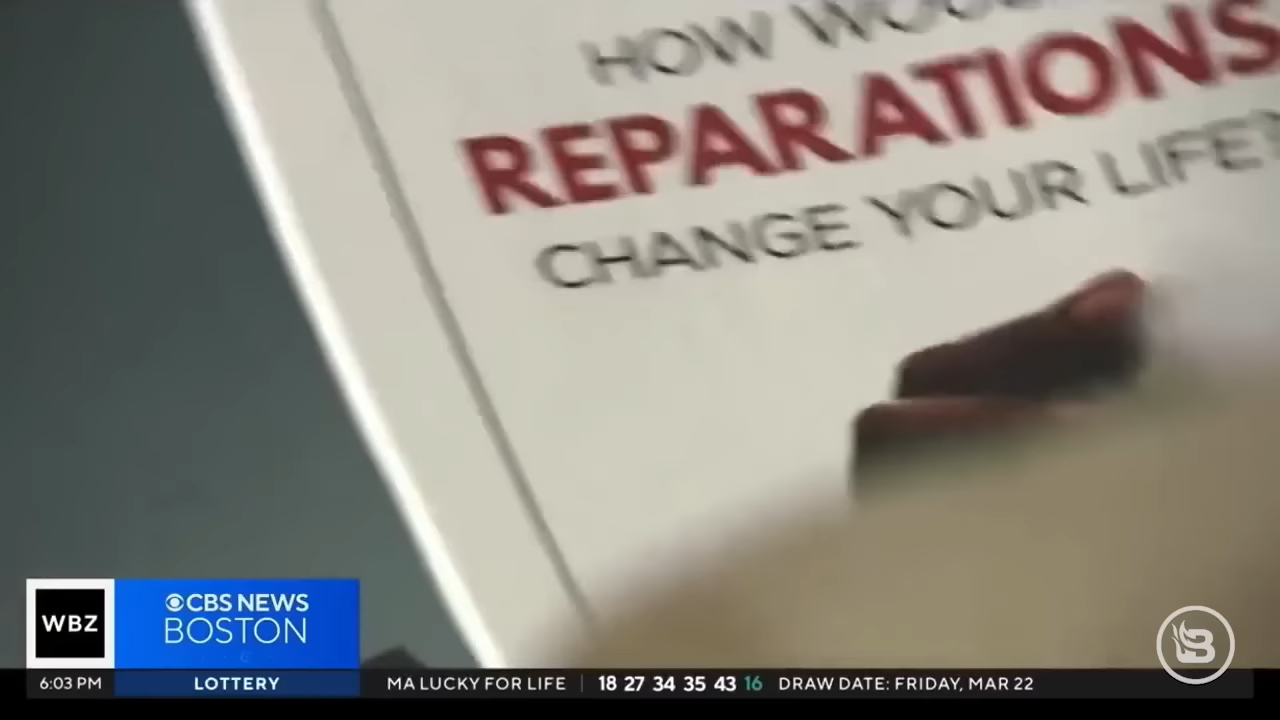 HOW
REPARATIONS
CHANGE YOUR LIFE?
WBZ
CBS NEWS
BOSTON
6:03 PM
LOTTERY
MA LUCKY FOR LIFE
18 27 34 35 43 16
DRAW DATE: FRIDAY, MAR 22
B